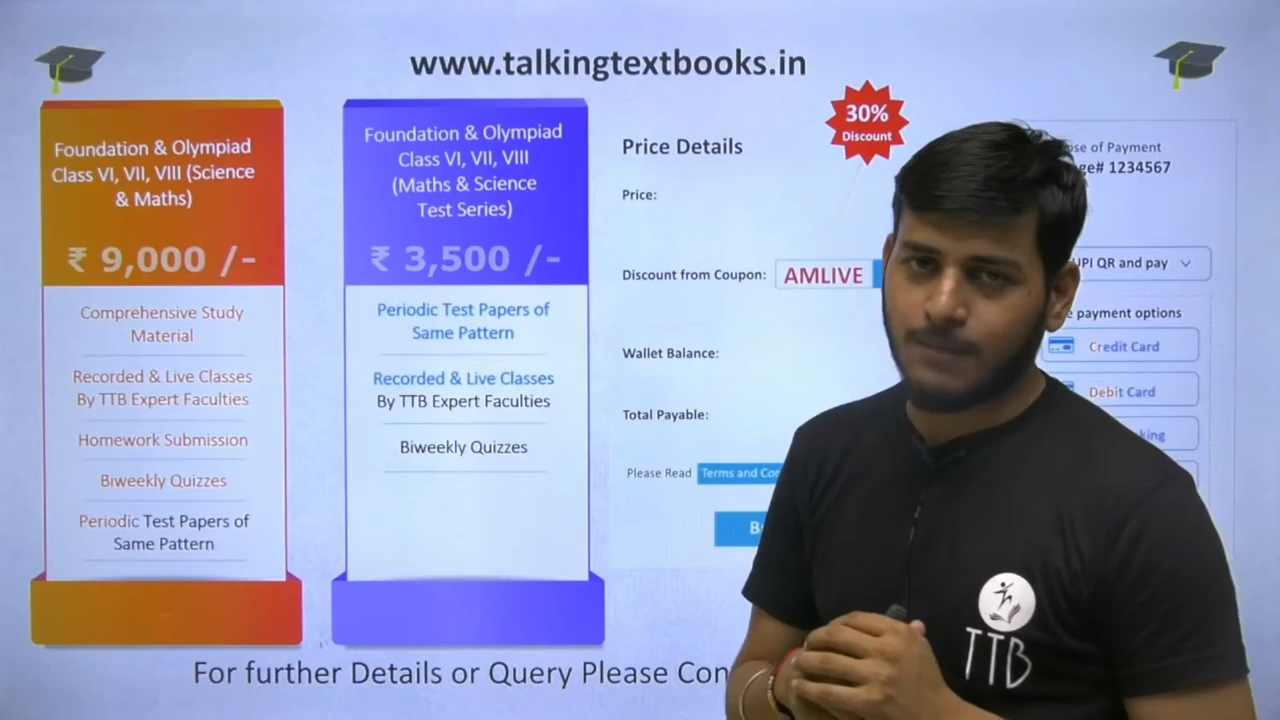 www.talkingtextbooks.in
Foundation & Olympiad
Class VI, VII, VIII (Science
& Maths)
₹ 9,000 /-
Comprehensive Study
Material
Recorded & Live Classes
By TTB Expert Faculties
Homework Submission
Biweekly Quizzes
Periodic Test Papers of
Same Pattern
Foundation & Olympiad
Class VI, VII, VIII
(Maths & Science
Test Series)
₹ 3,500 /-
Periodic Test Papers of
Same Pattern
Recorded & Live Classes
By TTB Expert Faculties
Biweekly Quizzes
30%
Discount
Price Details
Price:
Discount from Coupon: AMLIVE
Wallet Balance:
Total Payable:
Please Read Terms and
of Payment
1234567
UPI QR and pay
payment options
Credit Card
Debit Card
For further Details or Query Please
TTB